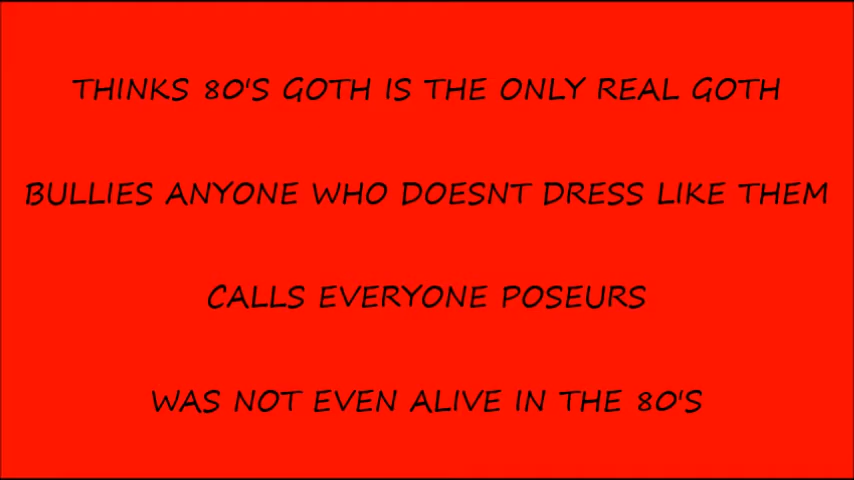 THINKS 80'S GOTH IS THE ONLY REAL GOTH
BULLIES ANYONE WHO DOESNT DRESS LIKE THEM
CALLS EVERYONE POSEURS
WAS NOT EVEN ALIVE IN THE 80'S